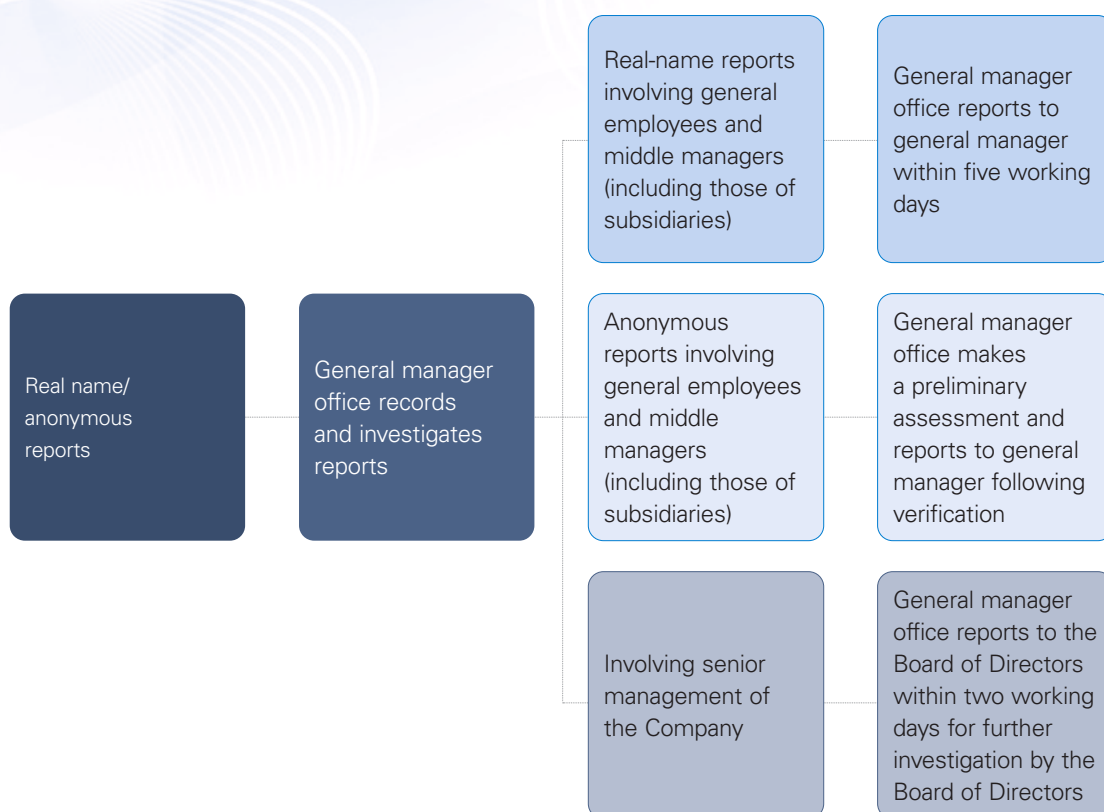 Real name/
anonymous
reports
General manager
office records
and investigates
reports
Real-name reports
involving general
employees and
middle managers
(including those of
subsidiaries)
General manager
office reports to
general manager
within five working
days
Anonymous
reports involving
general employees
and middle
managers
(including those of
subsidiaries)
General manager
office makes
a preliminary
assessment and
reports to general
manager following
verification
Involving senior
management of
the Company
General manager
office reports to the
Board of Directors
within two working
days for further
investigation by the
Board of Directors